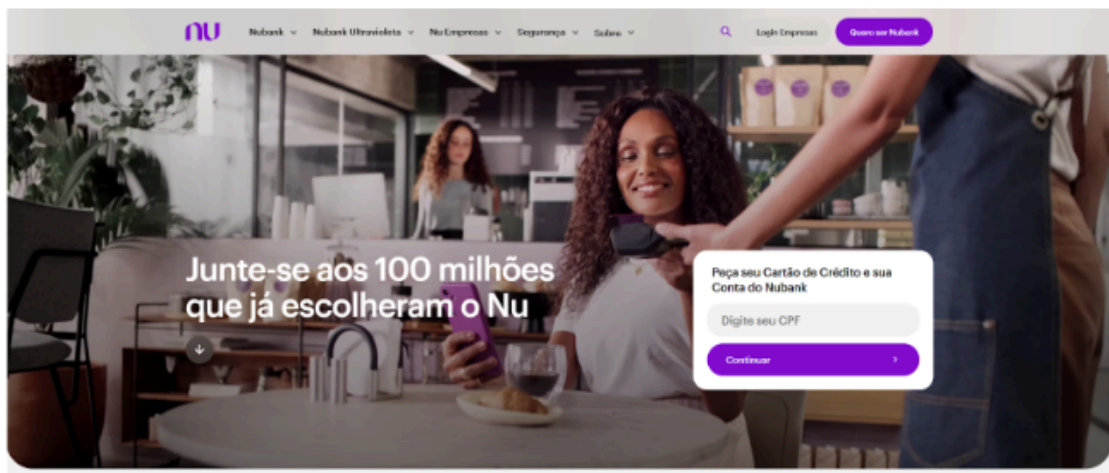 nu
Nubank Nubank Ultravioleta Nu Empresas Segurança Sobre Login Empresas Quero ser Nubank
Junte-se aos 100 milhões
que já escolheram o Nu
Peça seu Cartão de Crédito e sua
Conta do Nubank
Digite seu CPF
Continuar